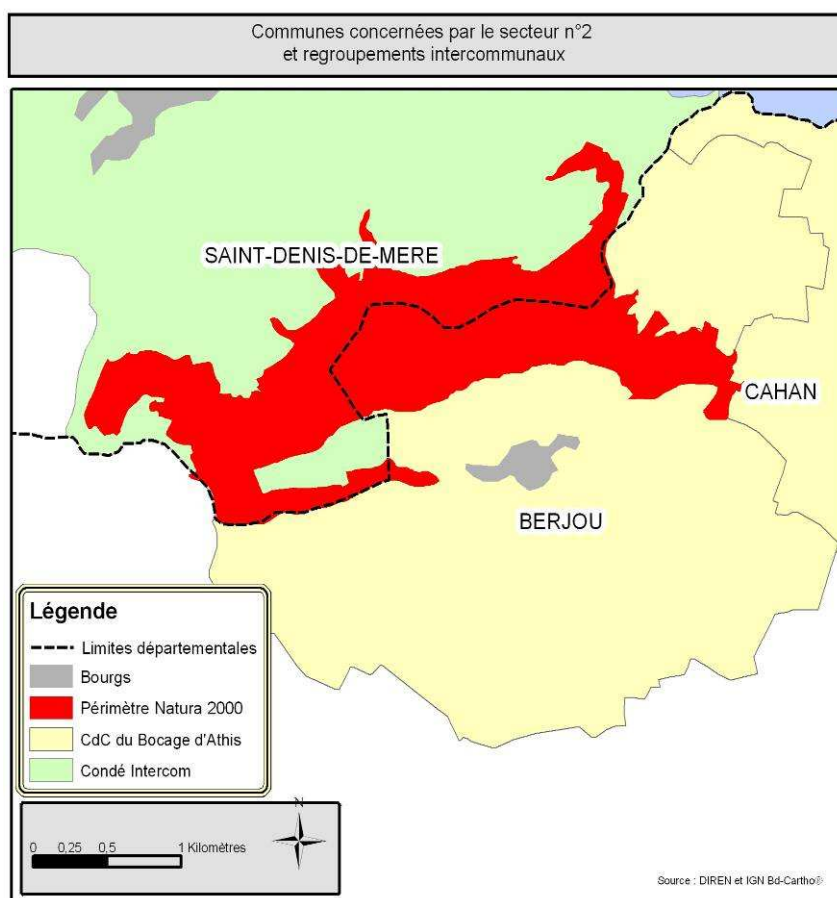 Communes concernées par le secteur n°2
et regroupements intercommunaux
SAINT-DENIS-DE-MERE
CAHAN
BERJOU
Légende
Limites départementales
Bourgs
Périmètre Natura 2000
CdC du Bocage d'Athis
Condé Intercom
N
0 0,25 0,5 1 Kilomètres
Source : DIREN et IGN Bd-Cartho®